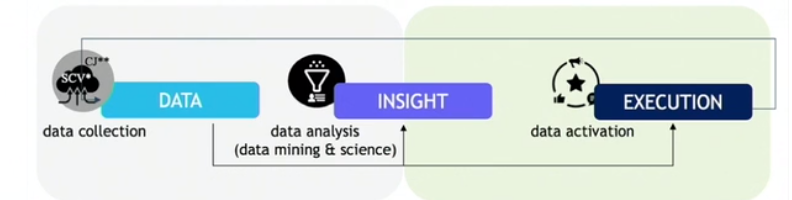 CJ**
SCV*
DATA
INSIGHT
EXECUTION
data collection
data analysis
(data mining & science)
data activation